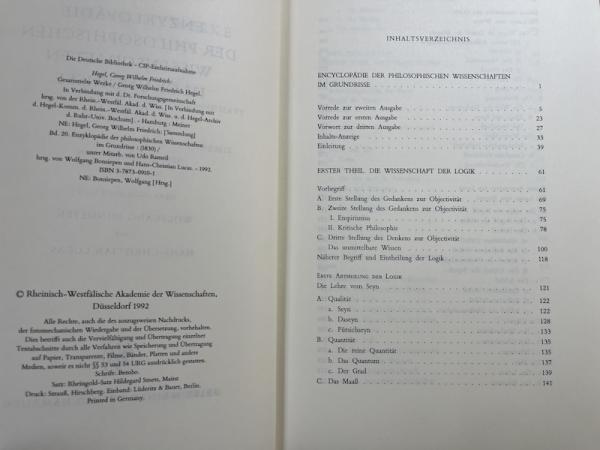 Die Deutsche Bibliothek – CIP-Einheitsaufnahme
Hegel, Georg Wilhelm Friedrich:
Gesammelte Werke / Georg Wilhelm Friedrich Hegel.
In Verbindung mit d. Dt. Forschungsgemeinschaft
hrsg. von der Rhein.-Westfäl. Akad. d. Wiss. [In Verbindung mit
d. Hegel-Komm. d. Rhein.-Westfäl. Akad. d. Wiss. u. d. Hegel-Archiv
d. Ruhr-Univ. Bochum]. – Hamburg : Meiner
NE: Hegel, Georg Wilhelm Friedrich: [Sammlung]
Bd. 20. Enzyklopädie der philosophischen Wissenschaften
im Grundrisse : (1830) /
unter Mitarb. von Udo Rameil
hrsg. von Wolfgang Bonsiepen und Hans-Christian Lucas. – 1992.
ISBN 3-7873-0910-1
NE: Bonsiepen, Wolfgang [Hrsg.]
© Rheinisch-Westfälische Akademie der Wissenschaften,
Düsseldorf 1992
Alle Rechte, auch die des auszugsweisen Nachdrucks,
der fotomechanischen Wiedergabe und der Übersetzung, vorbehalten.
Dies betrifft auch die Vervielfältigung und Übertragung einzelner
Textabschnitte durch alle Verfahren wie Speicherung und Übertragung
auf Papier, Transparente, Filme, Bänder, Platten und andere
Medien, soweit es nicht §§ 53 und 54 URG ausdrücklich gestatten.
Schrift: Bembo.
Satz: Rheingold-Satz Hildegard Smets, Mainz
Druck: Strauß, Hirschberg. Einband: Lüderitz & Bauer, Berlin.
Printed in Germany.
INHALTSVERZEICHNIS
ENCYCLOPÄDIE DER PHILOSOPHISCHEN WISSENSCHAFTEN
IM GRUNDRISSE 1
Vorrede zur zweiten Ausgabe 5
Vorrede zur ersten Ausgabe 23
Vorwort zur dritten Ausgabe 27
Inhalts-Anzeige 33
Einleitung 39
ERSTER THEIL. DIE WISSENSCHAFT DER LOGIK 61
Vorbegriff 61
A. Erste Stellung des Gedankens zur Objectivität 69
B. Zweite Stellung des Gedankens zur Objectivität 75
I. Empirismus 75
II. Kritische Philosophie 78
C. Dritte Stellung des Denkens zur Objectivität
Das unmittelbare Wissen 100
Näherer Begriff und Eintheilung der Logik 118
Erste Abtheilung der Logik
Die Lehre vom Seyn 121
A. Qualität 122
a. Seyn 122
b. Daseyn 128
c. Fürsichseyn 133
B. Quantität 135
a. Die reine Quantität 135
b. Das Quantum 137
c. Der Grad 139
C. Das Maaß 141